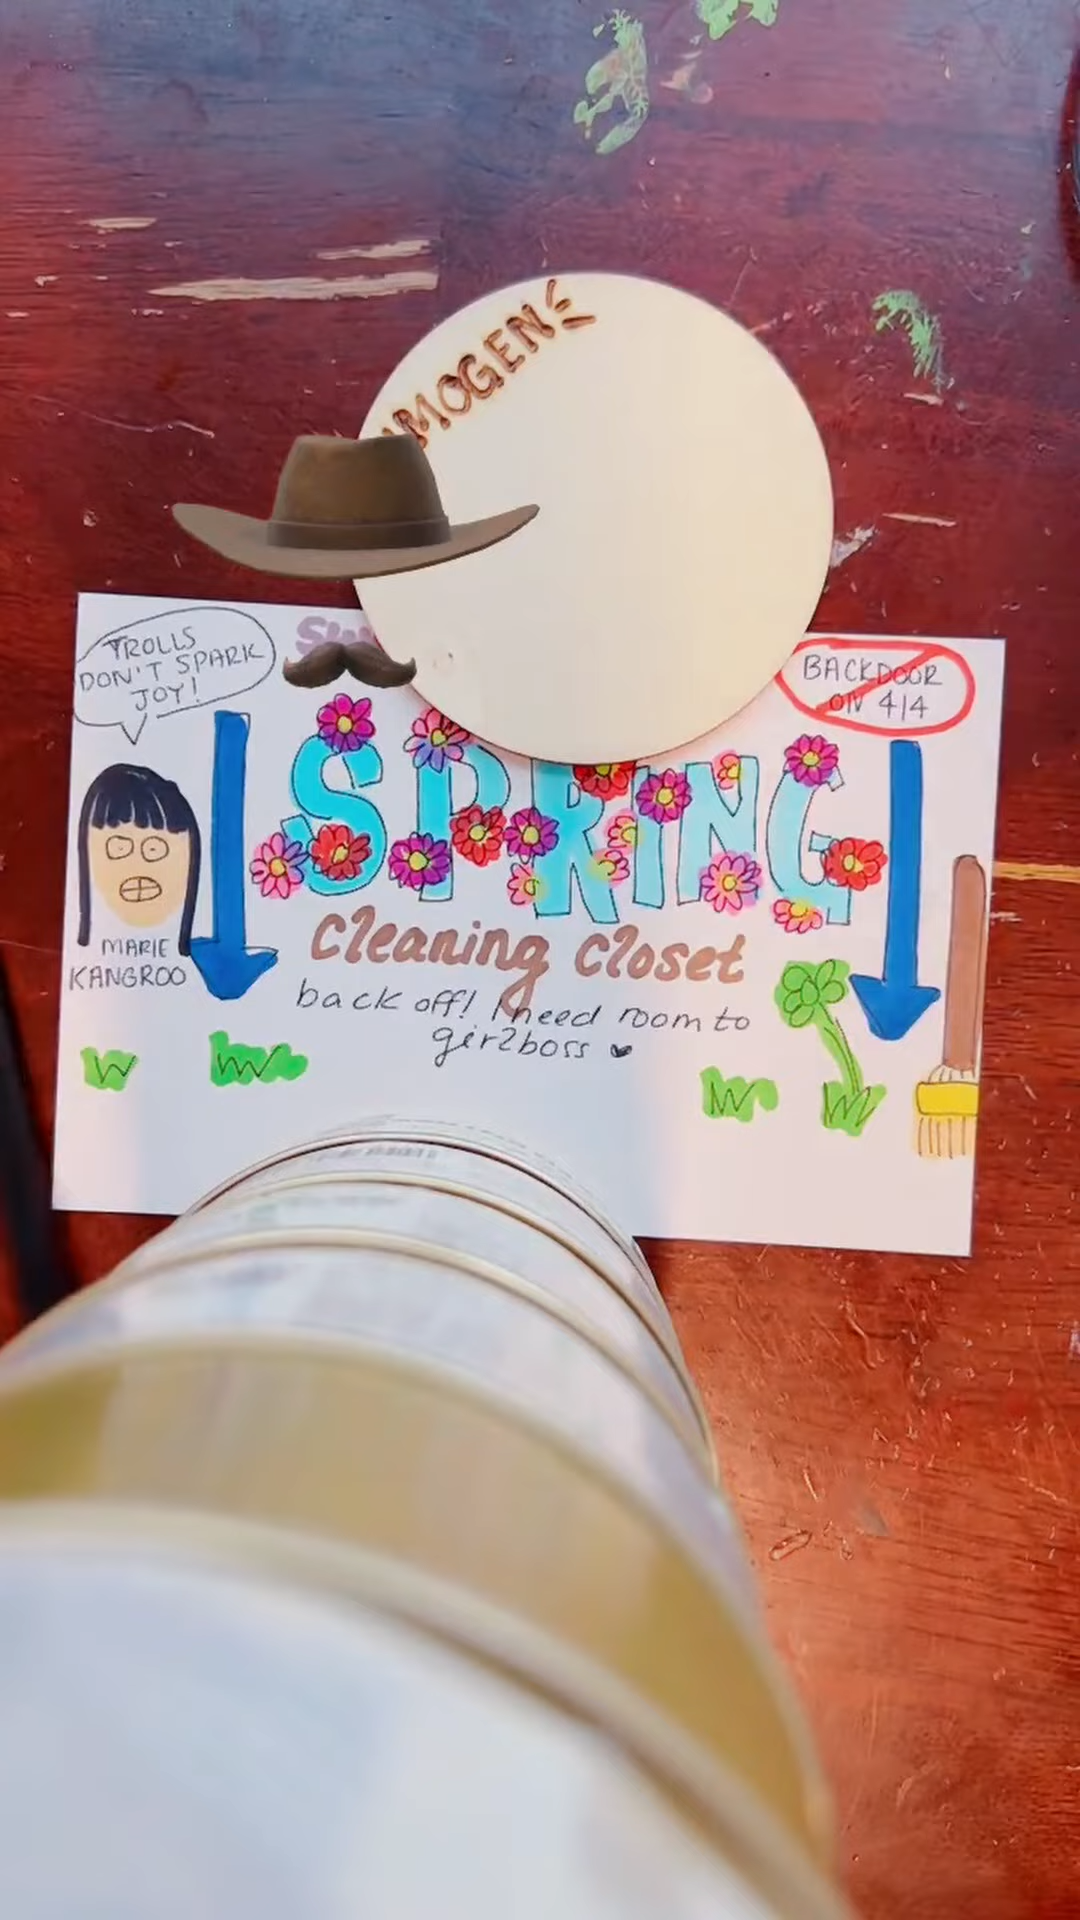 IMOGEN
TROLLS
DON'T SPARK
JOY!
BACKDOOR
ON 4/4
SPRING
Cleaning Closet
MARIE
KANGROO
back off! I need room to
girlboss